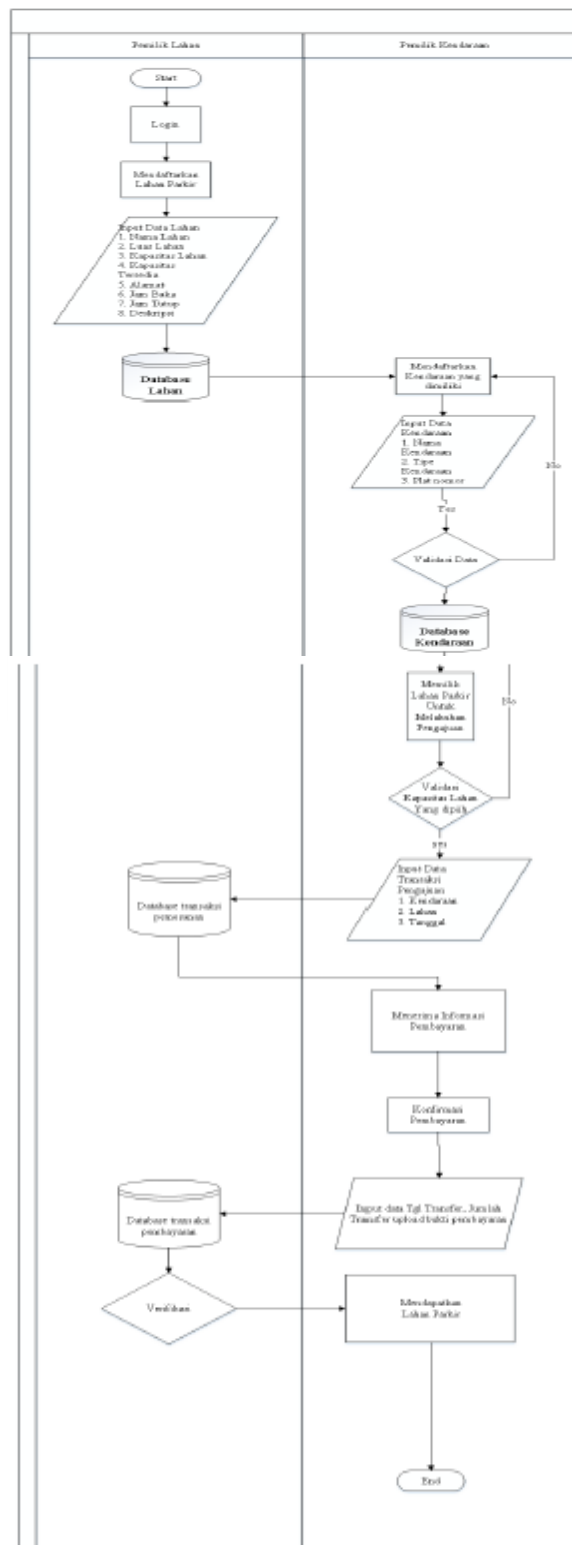 Pemilik Lahan
Pemilik Kendaraan
Start
Login
Mendaftarkan
Lahan Parkir
Input Data Lahan
1. Nama Lahan
2. Luas Lahan
3. Kapasitas Lahan
4. Kapasitas
Tersedia
5. Alamat
6. Jam Buka
7. Jam Tutup
8. Deskripsi
Database
Lahan
Mendaftarkan
Kendaraan yang
dimiliki
Input Data
Kendaraan
1. Nama
Kendaraan
2. Tipe
Kendaraan
3. Plat nomor
No
Yes
Validasi Data
Database
Kendaraan
Memilih
Lahan Parkir
Untuk
Melakukan
Pengajuan
No
Validasi
Kapasitas Lahan
Yang dipilih
yes
Input Data
Transaksi
Pengajuan
1. Kendaraan
2. Lahan
3. Tanggal
Database transaksi
pemesanan
Menerima Informasi
Pembayaran
Konfirmasi
Pembayaran
Input data Tgl Transfer, Jumlah
Transfer upload bukti pembayaran
Database transaksi
pembayaran
Verifikasi
Mendapatkan
Lahan Parkir
End